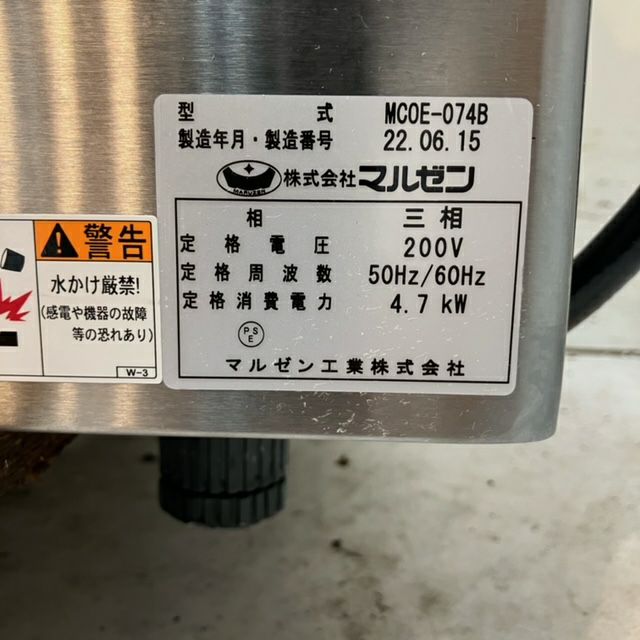 型式 MCOE-074B
製造年月・製造番号 22.06.15
MARUZEN 株式会社マルゼン
相 三相
定格電圧 200V
定格周波数 50Hz/60Hz
定格消費電力 4.7 kW
PSE
マルゼン工業株式会社
警告
水かけ厳禁!
(感電や機器の故障
等の恐れあり)
W-3